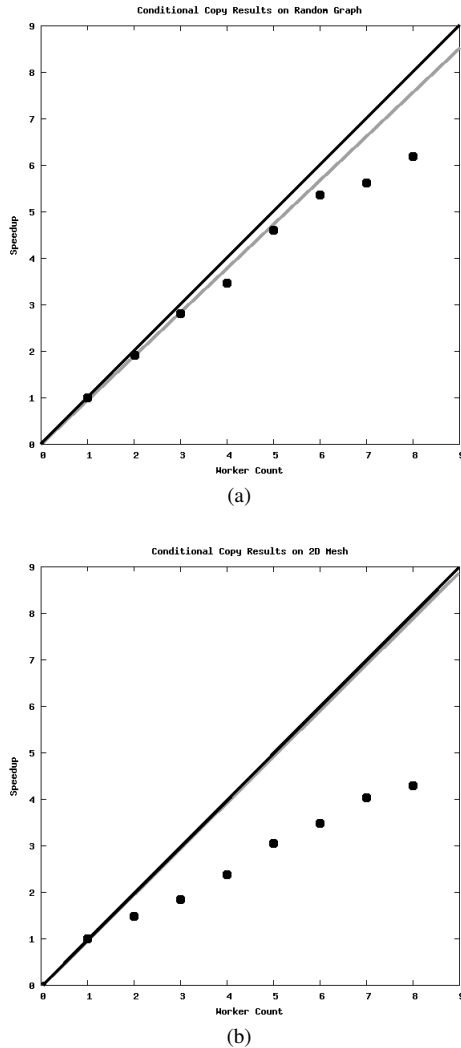 Conditional Copy Results on Random Graph
9
8
7
6
5
4
3
2
1
0
Speedup
0 1 2 3 4 5 6 7 8 9
Worker Count
(a)
Conditional Copy Results on 2D Mesh
9
8
7
6
5
4
3
2
1
0
Speedup
0 1 2 3 4 5 6 7 8 9
Worker Count
(b)